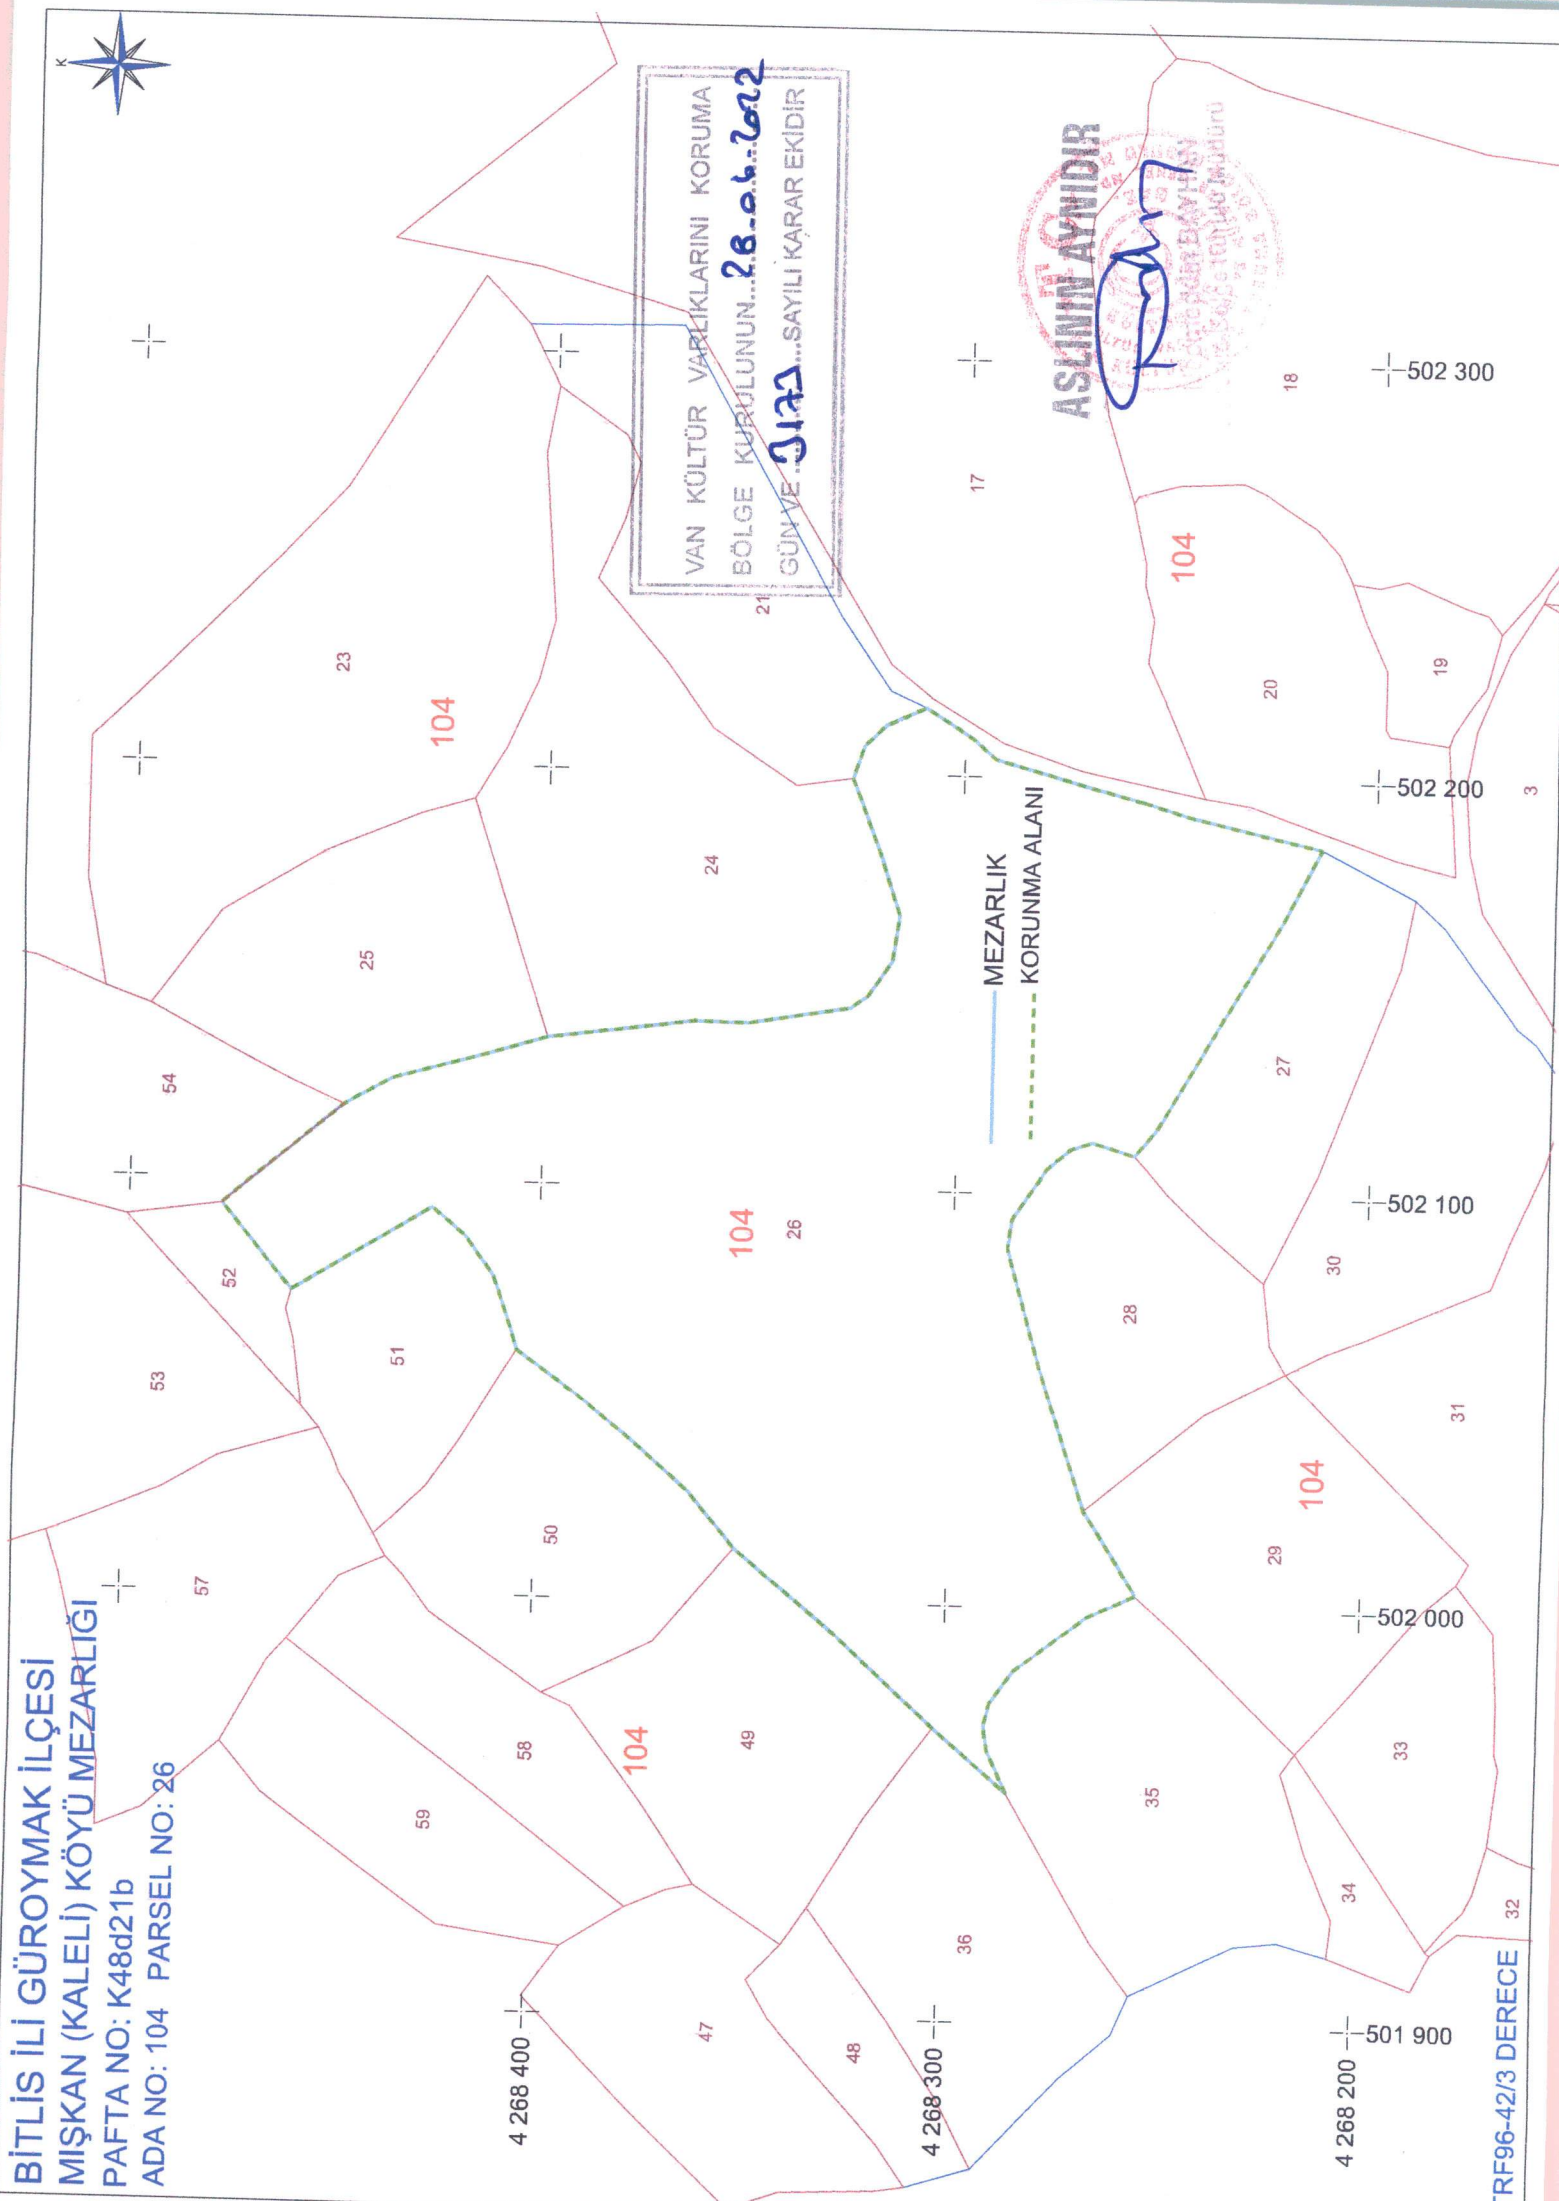 BİTLİS İLİ GÜROYMAK İLÇESİ
MIŞKAN (KALELİ) KÖYÜ MEZARLIĞI
PAFTA NO: K48d21b
ADA NO: 104 PARSEL NO: 26
K
53
54
52
57
51
25
23
104
59
58
50
24
21
104
49
104
26
47
48
36
MEZARLIK
KORUNMA ALANI
17
35
28
27
104
29
104
30
20
18
34
33
31
19
32
3
4 268 400
4 268 300
4 268 200
501 900
502 000
502 100
502 200
502 300
VAN KÜLTÜR VARLIKLARINI KORUMA
BÖLGE KURULUNUN...28-06-2022
GÜN VE ...3173...SAYILI KARAR EKİDİR
ASLININ AYNIDIR
T.C.
TRF96-42/3 DERECE